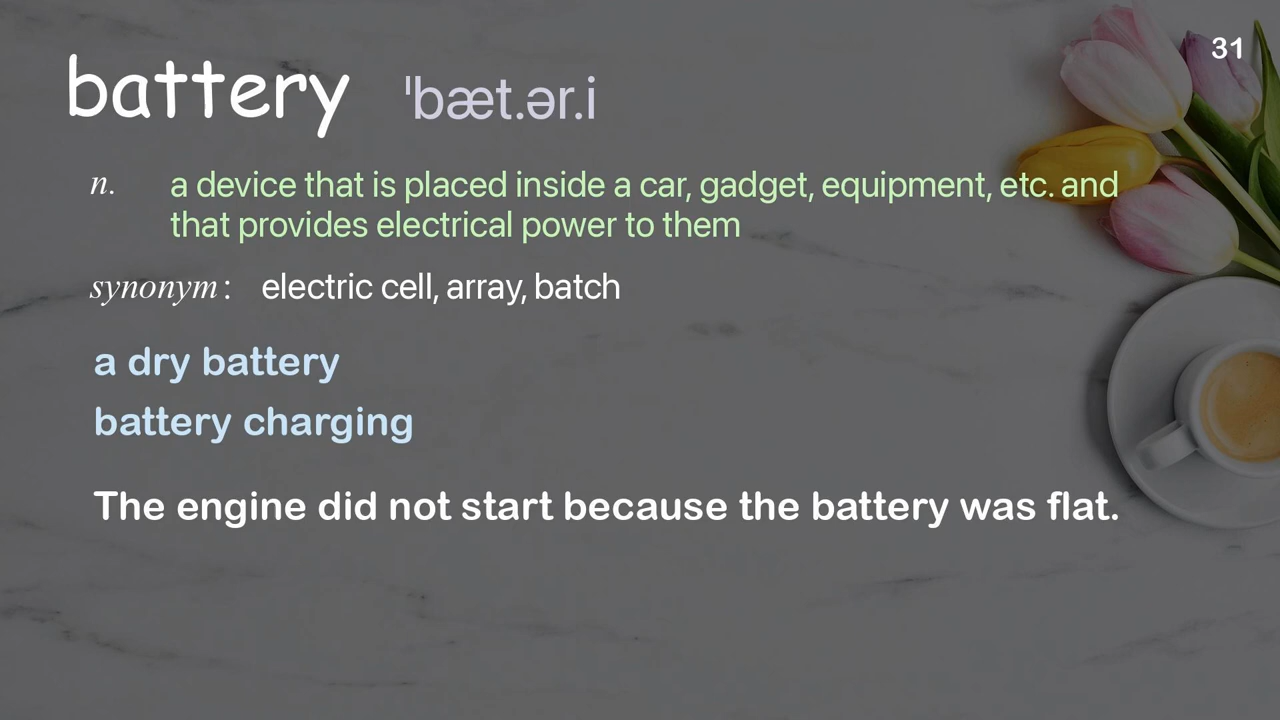 31
battery ˈbæt.ər.i
n. a device that is placed inside a car, gadget, equipment, etc. and
that provides electrical power to them
synonym: electric cell, array, batch
a dry battery
battery charging
The engine did not start because the battery was flat.